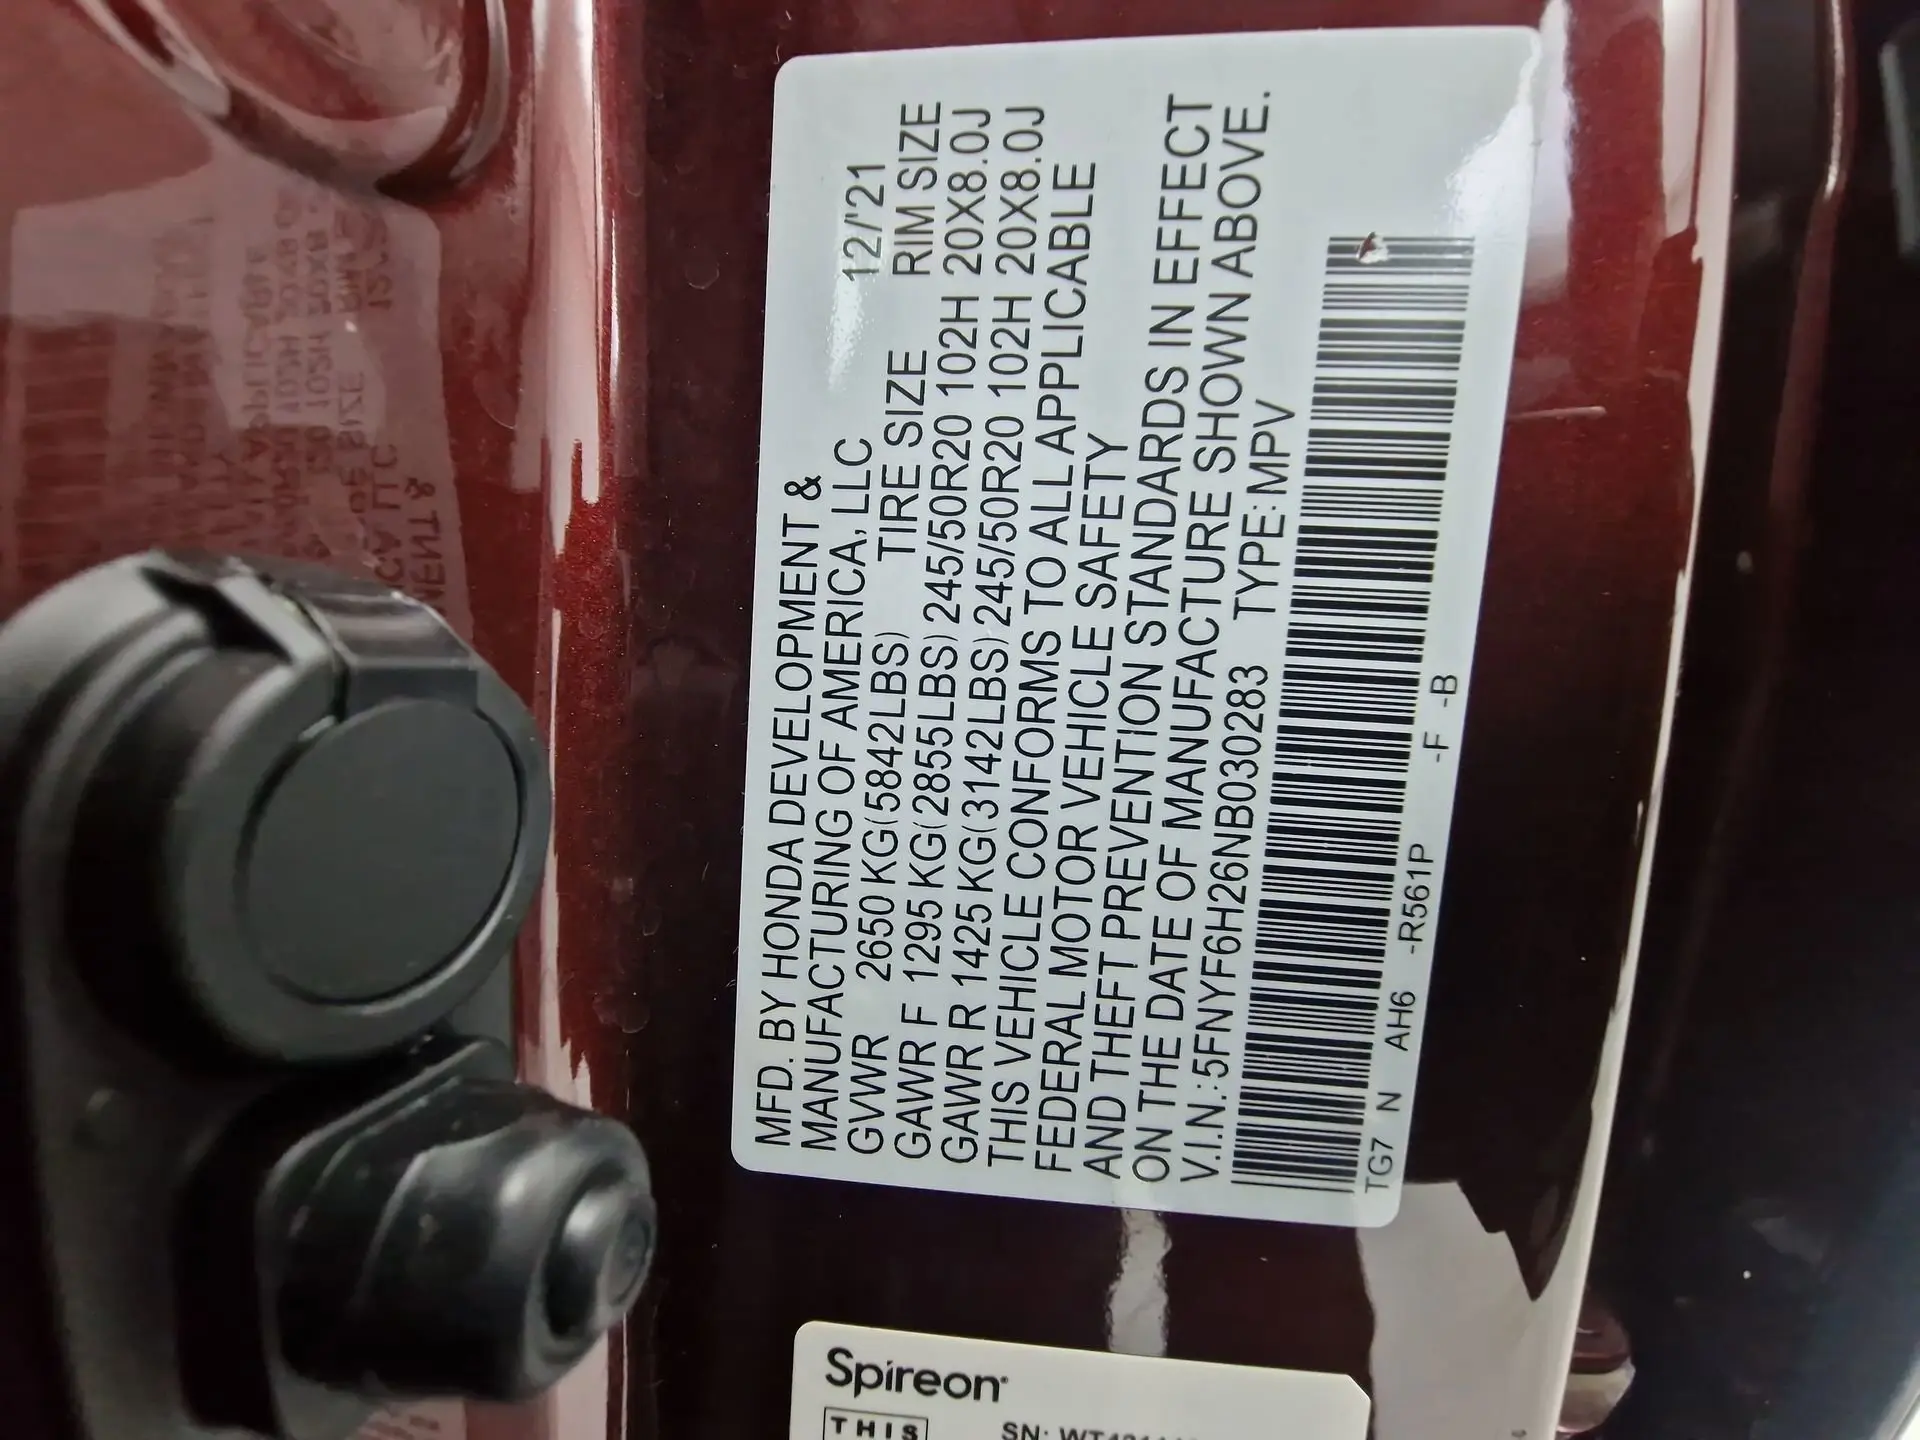 MFD. BY HONDA DEVELOPMENT &
MANUFACTURING OF AMERICA, LLC 12/'21
GVWR 2650 KG(5842LBS) TIRE SIZE RIM SIZE
GAWR F 1295 KG(2855LBS) 245/50R20 102H 20X8.0J
GAWR R 1425 KG(3142LBS) 245/50R20 102H 20X8.0J
THIS VEHICLE CONFORMS TO ALL APPLICABLE
FEDERAL MOTOR VEHICLE SAFETY
AND THEFT PREVENTION STANDARDS IN EFFECT
ON THE DATE OF MANUFACTURE SHOWN ABOVE.
V.I.N.: 5FNYF6H26NB030283 TYPE: MPV
TG7 N AH6 -R561P -F -B
Spireon
THIS
SN: